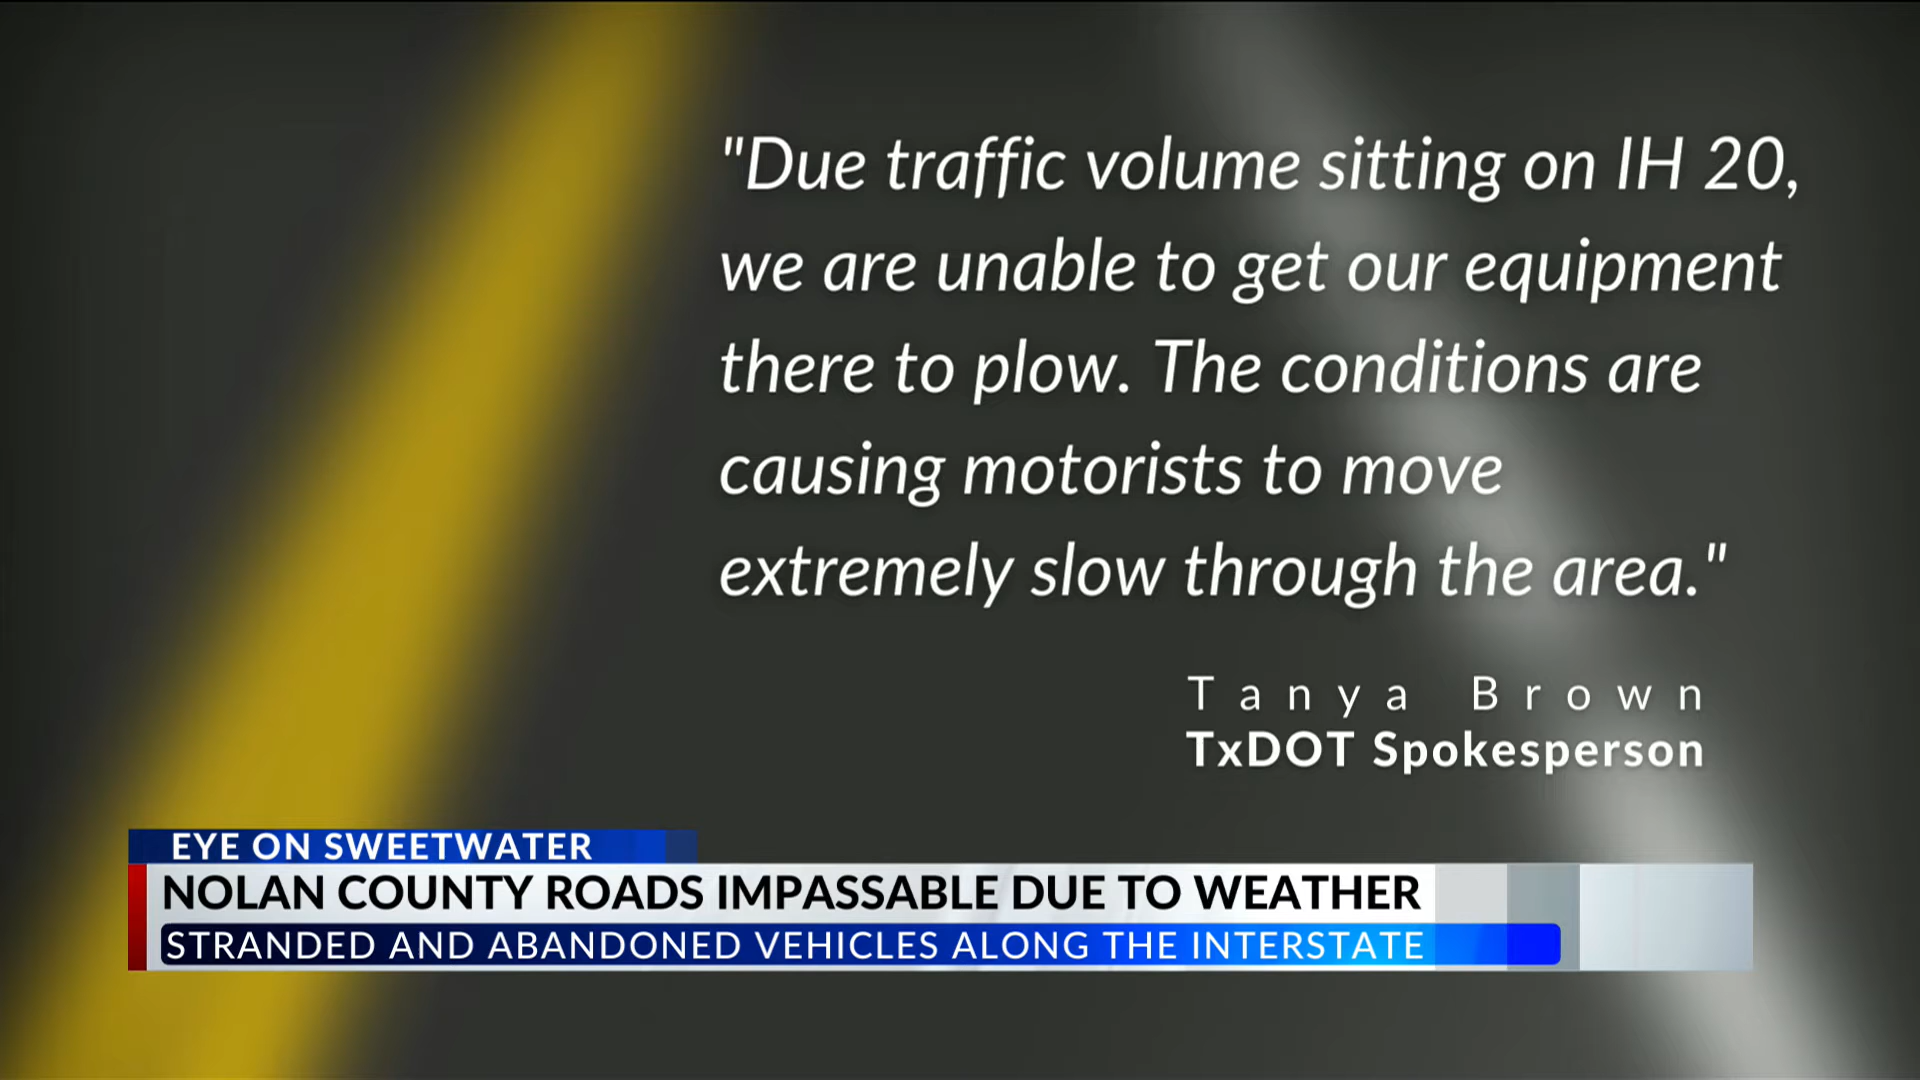 "Due traffic volume sitting on IH 20,
we are unable to get our equipment
there to plow. The conditions are
causing motorists to move
extremely slow through the area."
Tanya Brown
TxDOT Spokesperson
EYE ON SWEETWATER
NOLAN COUNTY ROADS IMPASSABLE DUE TO WEATHER
STRANDED AND ABANDONED VEHICLES ALONG THE INTERSTATE